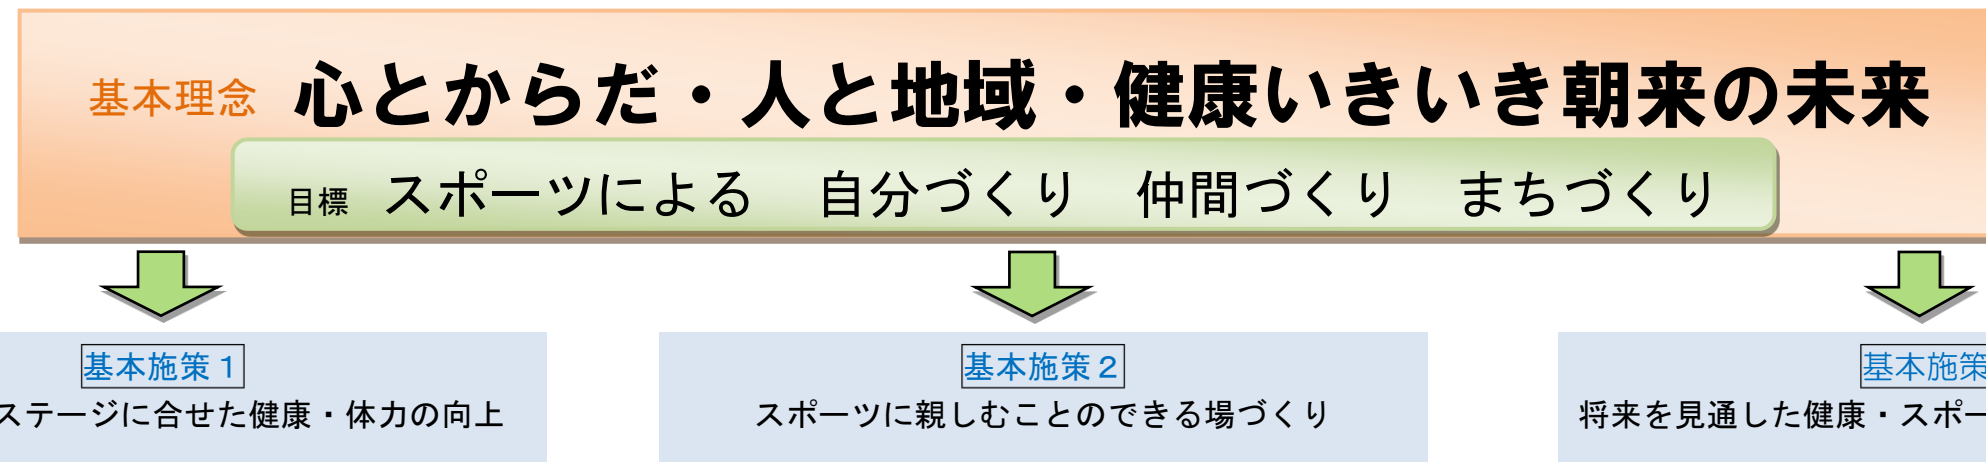 基本理念 心とからだ・人と地域・健康いきいき朝来の未来
目標 スポーツによる 自分づくり 仲間づくり まちづくり
基本施策１
ステージに合せた健康・体力の向上
基本施策２
スポーツに親しむことのできる場づくり
基本施策
将来を見通した健康・スポー